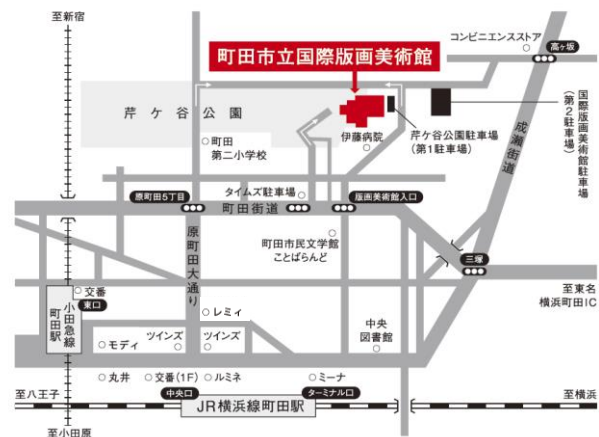 至新宿
コンビニエンスストア
高ヶ坂
町田市立国際版画美術館
芹ケ谷公園
伊藤病院
芹ケ谷公園駐車場
（第1駐車場）
国際版画美術館駐車場
（第2駐車場）
成瀬街道
町田
第二小学校
原町田5丁目
タイムズ駐車場
版画美術館入口
町田街道
原町田大通り
町田市民文学館
ことばらんど
三塚
至東名
横浜町田IC
交番
東口
小田急線
町田駅
レミィ
モディ
ツインズ
ツインズ
中央
図書館
丸井
交番(1F)
ルミネ
ミーナ
至八王子
中央口
ターミナル口
至横浜
JR横浜線町田駅
至小田原